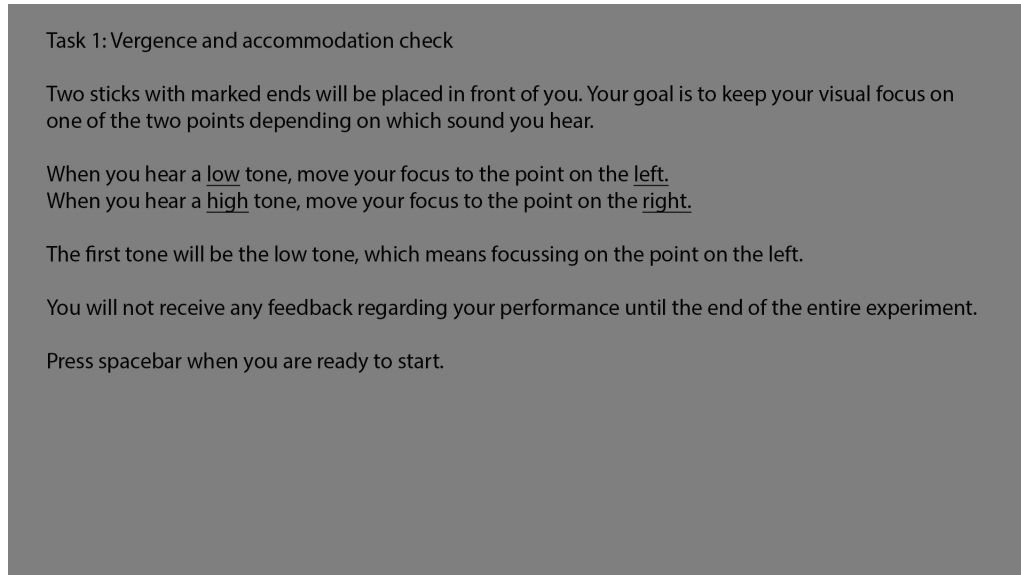 Task 1: Vergence and accommodation check
Two sticks with marked ends will be placed in front of you. Your goal is to keep your visual focus on
one of the two points depending on which sound you hear.
When you hear a low tone, move your focus to the point on the left.
When you hear a high tone, move your focus to the point on the right.
The first tone will be the low tone, which means focussing on the point on the left.
You will not receive any feedback regarding your performance until the end of the entire experiment.
Press spacebar when you are ready to start.